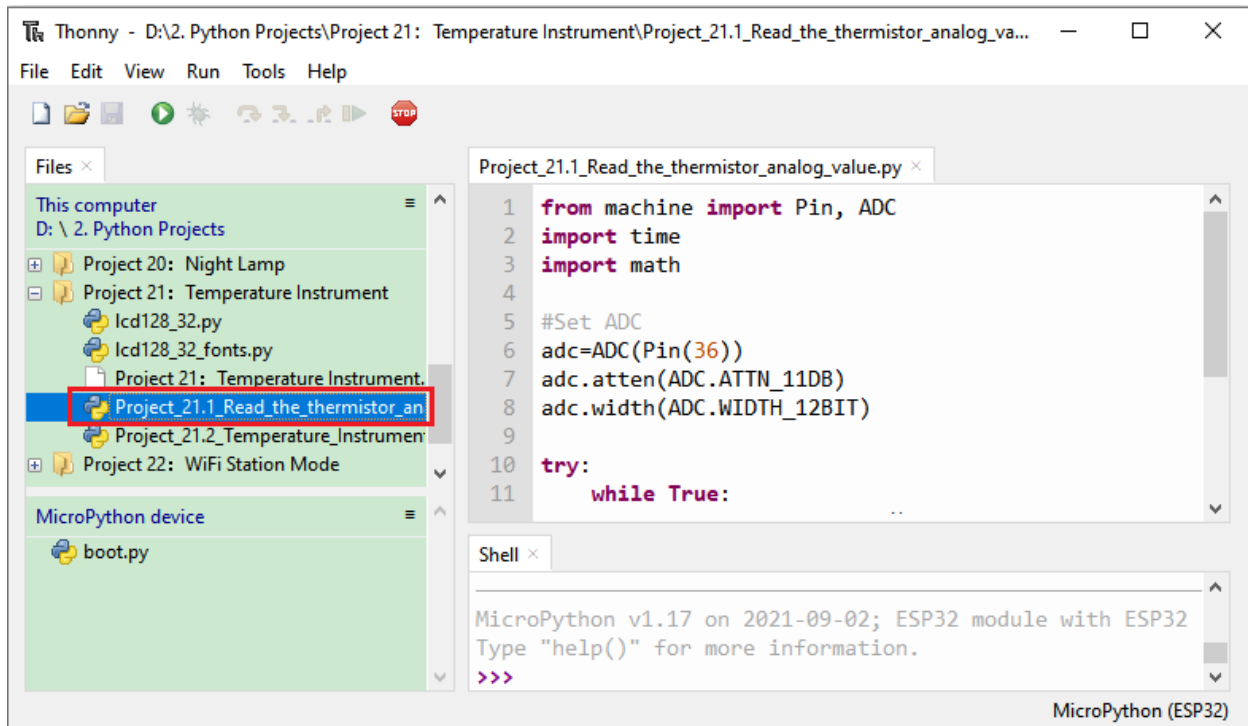 Thonny - D:\2. Python Projects\Project 21：Temperature Instrument\Project_21.1_Read_the_thermistor_analog_va...
File Edit View Run Tools Help
STOP
Files
This computer
D: \ 2. Python Projects
Project 20：Night Lamp
Project 21：Temperature Instrument
lcd128_32.py
lcd128_32_fonts.py
Project 21：Temperature Instrument.
Project_21.1_Read_the_thermistor_an
Project_21.2_Temperature_Instrument
Project 22：WiFi Station Mode
MicroPython device
boot.py
Project_21.1_Read_the_thermistor_analog_value.py
1 from machine import Pin, ADC
2 import time
3 import math
4
5 #Set ADC
6 adc=ADC(Pin(36))
7 adc.atten(ADC.ATTN_11DB)
8 adc.width(ADC.WIDTH_12BIT)
9
10 try:
11 while True:
Shell
MicroPython v1.17 on 2021-09-02; ESP32 module with ESP32
Type "help()" for more information.
>>>
MicroPython (ESP32)